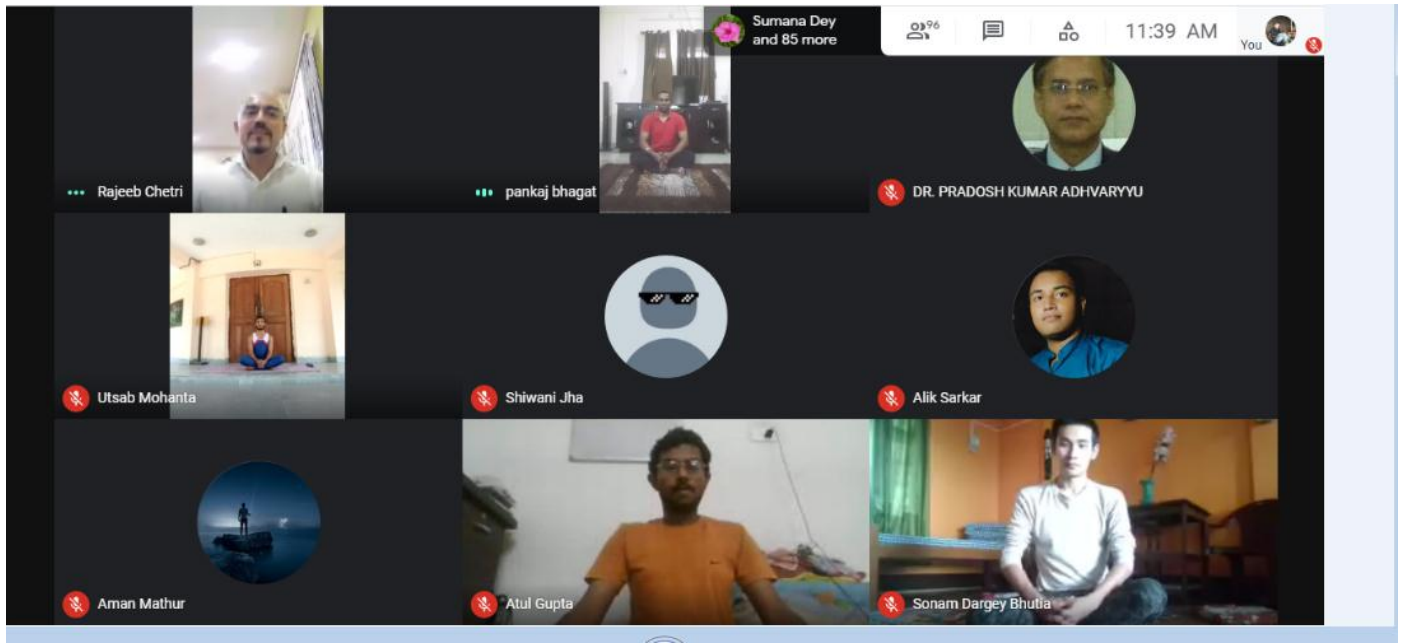 Sumana Dey
and 85 more
96
11:39 AM
You
Rajeeb Chetri
pankaj bhagat
DR. PRADOSH KUMAR ADHVARYYU
Utsab Mohanta
Shiwani Jha
Alik Sarkar
Aman Mathur
Atul Gupta
Sonam Dargey Bhutia